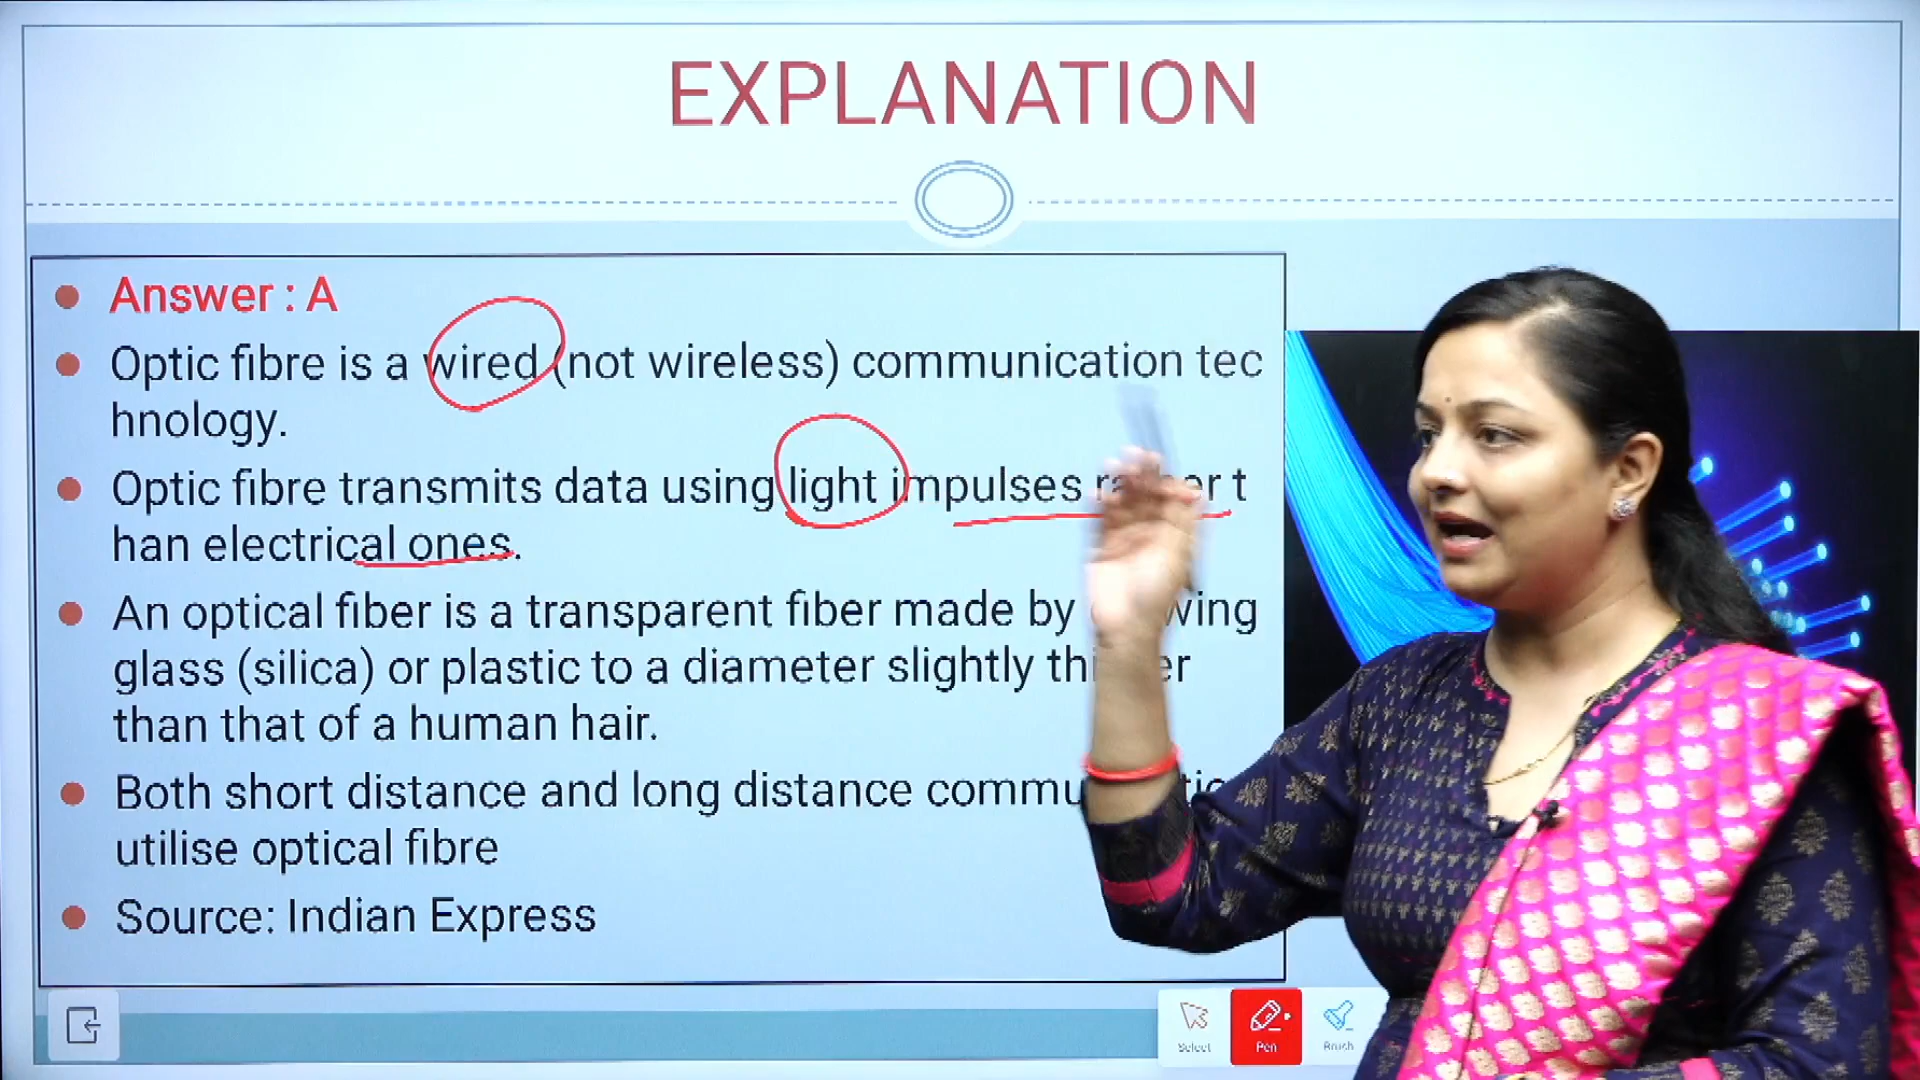 EXPLANATION
Answer : A
Optic fibre is a wired (not wireless) communication tec
hnology.
Optic fibre transmits data using light impulses t
han electrical ones.
An optical fiber is a transparent fiber made by
glass (silica) or plastic to a diameter slightly
than that of a human hair.
Both short distance and long distance
utilise optical fibre
Source: Indian Express
Select
Pen
Brush